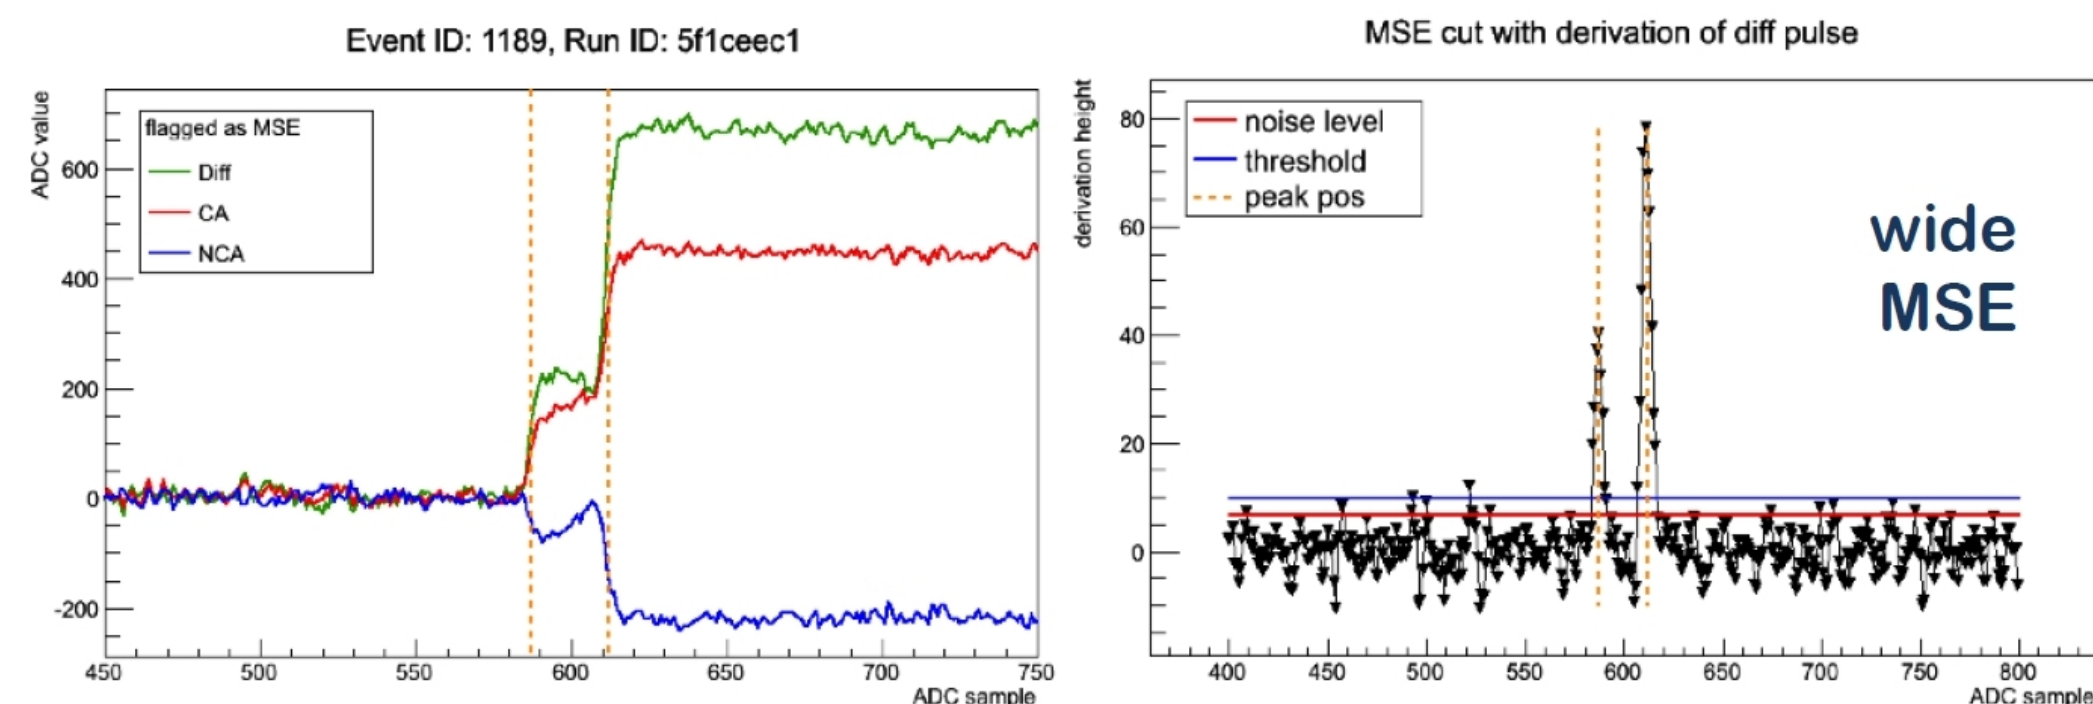 Event ID: 1189, Run ID: 5f1ceec1
ADC value
flagged as MSE
Diff
CA
NCA
600
400
200
0
-200
450 500 550 600 650 700 750
ADC sample
MSE cut with derivation of diff pulse
derivation height
noise level
threshold
peak pos
wide
MSE
80
60
40
20
0
400 450 500 550 600 650 700 750 800
ADC sample